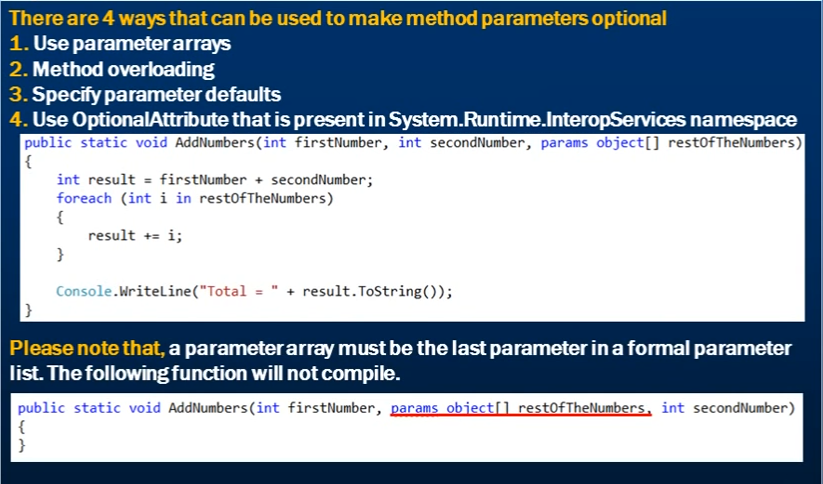 There are 4 ways that can be used to make method parameters optional
1. Use parameter arrays
2. Method overloading
3. Specify parameter defaults
4. Use OptionalAttribute that is present in System.Runtime.InteropServices namespace
public static void AddNumbers(int firstNumber, int secondNumber, params object[] restOfTheNumbers)
{
    int result = firstNumber + secondNumber;
    foreach (int i in restOfTheNumbers)
    {
        result += i;
    }
    Console.WriteLine("Total = " + result.ToString());
}
Please note that, a parameter array must be the last parameter in a formal parameter
list. The following function will not compile.
public static void AddNumbers(int firstNumber, params object[] restOfTheNumbers, int secondNumber)
{
}